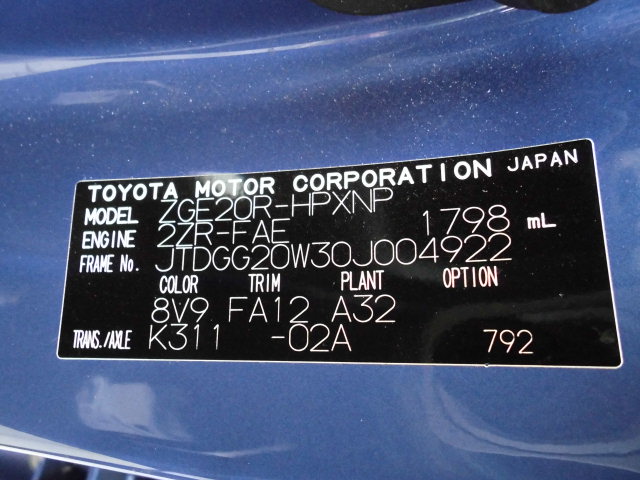 TOYOTA MOTOR CORPORATION JAPAN
MODEL ZGE20R-HPXNP
ENGINE 2ZR-FAE 1798 mL
FRAME No. JTDGG20W30J004922
COLOR TRIM PLANT OPTION
8V9 FA12 A32
TRANS./AXLE K311 -02A 792